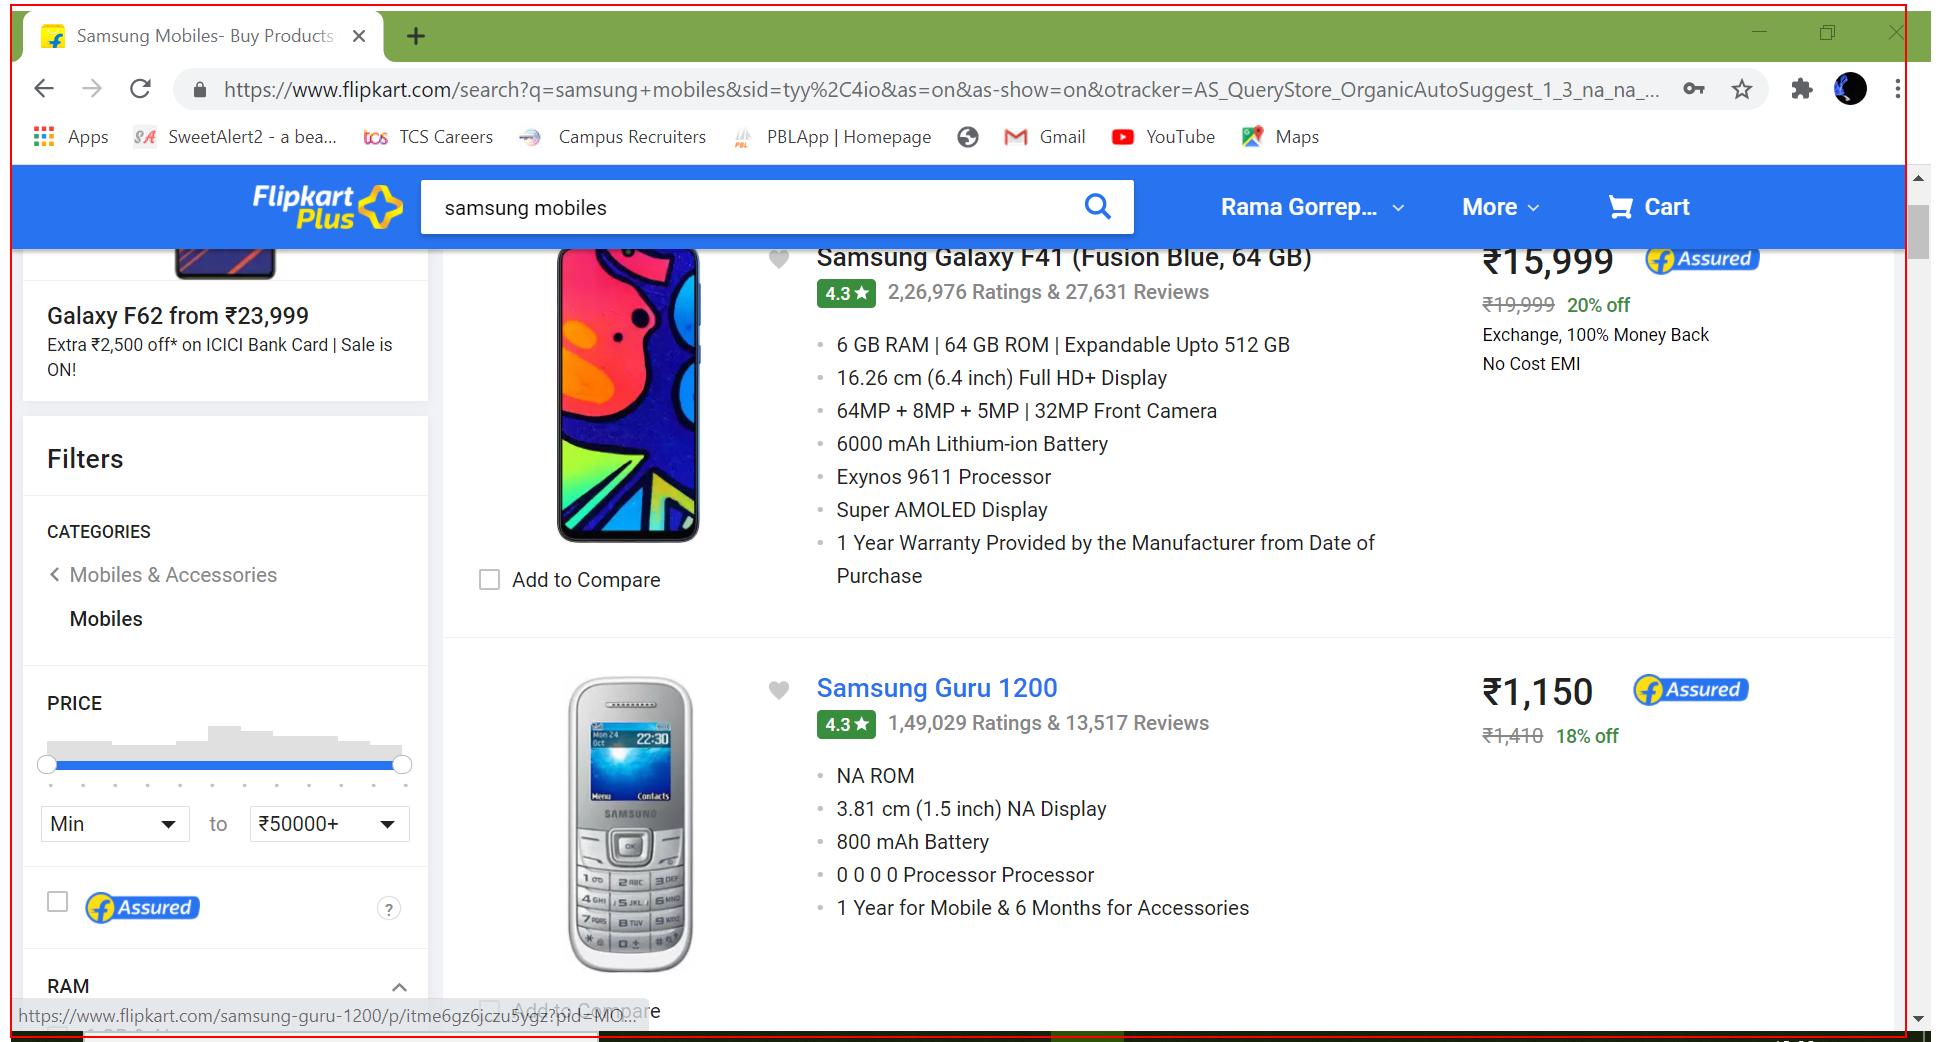 Samsung Mobiles- Buy Products
https://www.flipkart.com/search?q=samsung+mobiles&sid=tyy%2C4io&as=on&as-show=on&otracker=AS_QueryStore_OrganicAutoSuggest_1_3_na_na_...
Apps SweetAlert2 - a bea... TCS Careers Campus Recruiters PBLApp | Homepage Gmail YouTube Maps
Flipkart Plus
samsung mobiles
Rama Gorrep... More Cart
Galaxy F62 from ₹23,999
Extra ₹2,500 off* on ICICI Bank Card | Sale is
ON!
Filters
CATEGORIES
Mobiles & Accessories
Mobiles
PRICE
Min to ₹50000+
Assured
?
RAM
Samsung Galaxy F41 (Fusion Blue, 64 GB)
4.3 ★ 2,26,976 Ratings & 27,631 Reviews
6 GB RAM | 64 GB ROM | Expandable Upto 512 GB
16.26 cm (6.4 inch) Full HD+ Display
64MP + 8MP + 5MP | 32MP Front Camera
6000 mAh Lithium-ion Battery
Exynos 9611 Processor
Super AMOLED Display
1 Year Warranty Provided by the Manufacturer from Date of
Purchase
Add to Compare
₹15,999 Assured
₹19,999 20% off
Exchange, 100% Money Back
No Cost EMI
Mon 24
Oct
22:30
Menu Contacts
SAMSUNG
Samsung Guru 1200
4.3 ★ 1,49,029 Ratings & 13,517 Reviews
NA ROM
3.81 cm (1.5 inch) NA Display
800 mAh Battery
0 0 0 0 Processor Processor
1 Year for Mobile & 6 Months for Accessories
Add to Compare
₹1,150 Assured
₹1,410 18% off
https://www.flipkart.com/samsung-guru-1200/p/itme6gz6jczu5ygz?pid=MO...